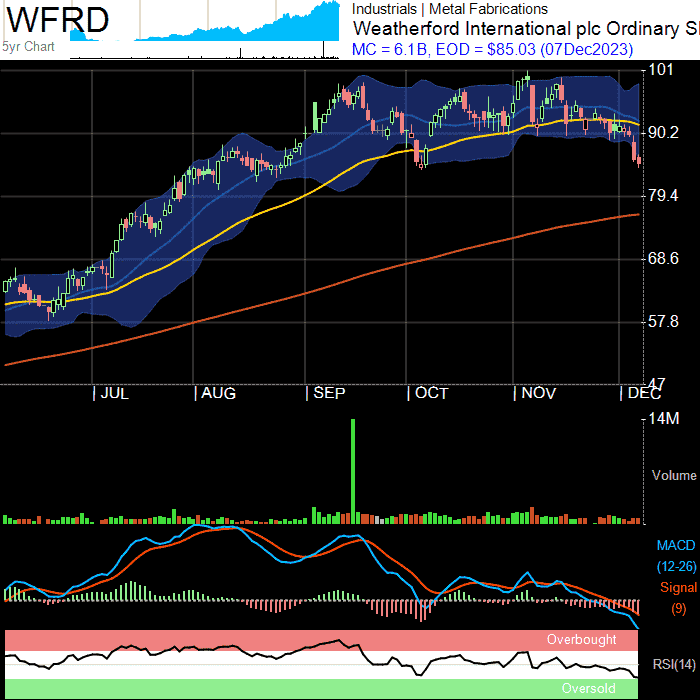 WFRD
5yr Chart
Industrials | Metal Fabrications
Weatherford International plc Ordinary S
MC = 6.1B, EOD = $85.03 (07Dec2023)
101
90.2
79.4
68.6
57.8
47
| JUL | AUG | SEP | OCT | NOV | DEC
14M
Volume
MACD
(12-26)
Signal
(9)
Overbought
RSI(14)
Oversold